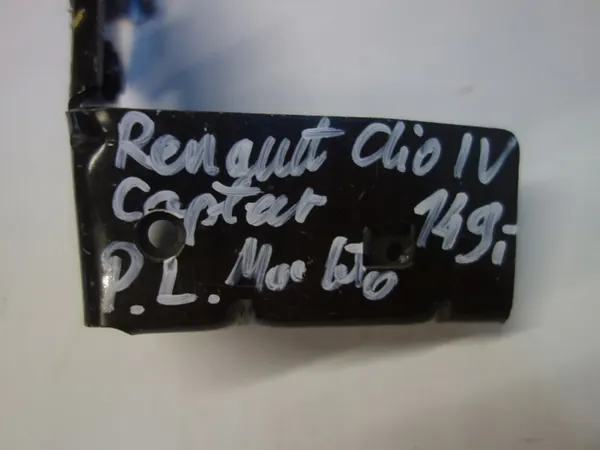 Renault Clio IV
Captur 149,-
P.L.